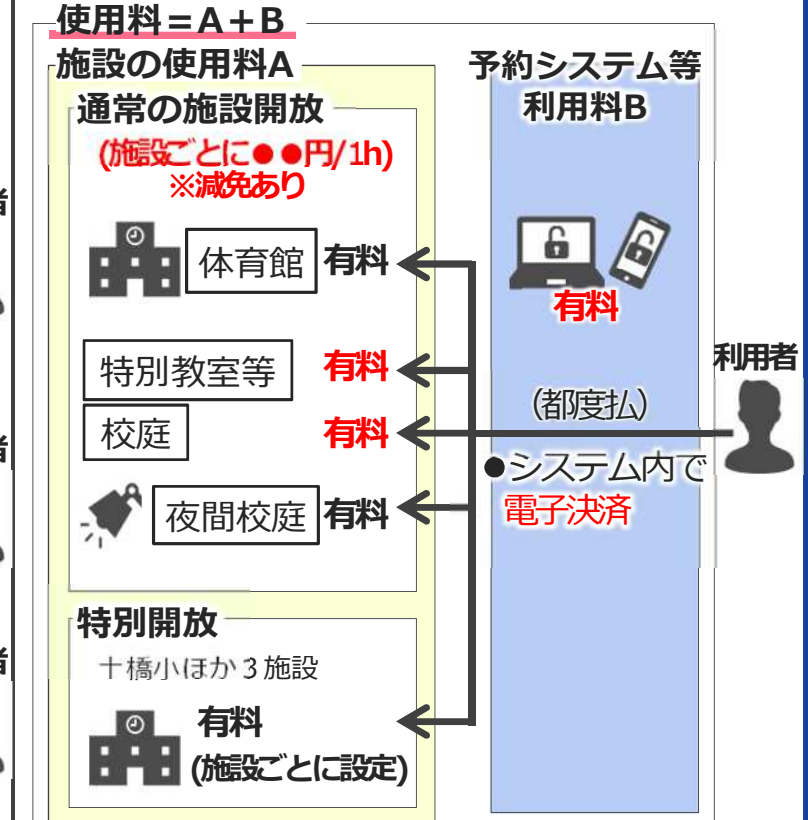 使用料=A+B
施設の使用料A
通常の施設開放
(施設ごとに●●円/1h)
※減免あり
体育館 有料
特別教室等 有料
校庭 有料
夜間校庭 有料
特別開放
十橋小ほか3施設
有料
(施設ごとに設定)
予約システム等
利用料B
有料
(都度払)
●システム内で
電子決済
利用者
者
者
者